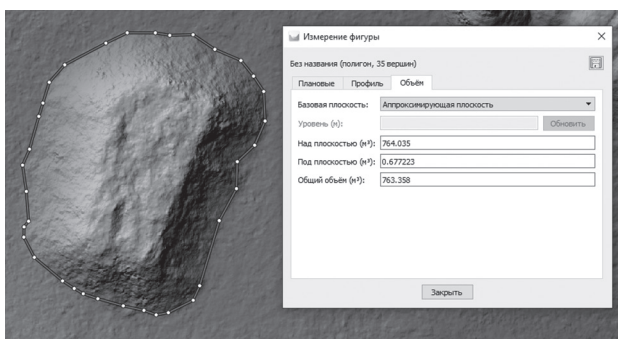 Измерение фигуры
Без названия (полигон, 35 вершин)
Плановые Профиль Объём
Базовая плоскость: Аппроксимирующая плоскость
Уровень (м): Обновить
Над плоскостью (м³): 764.035
Под плоскостью (м³): 0.677223
Общий объём (м³): 763.358
Закрыть